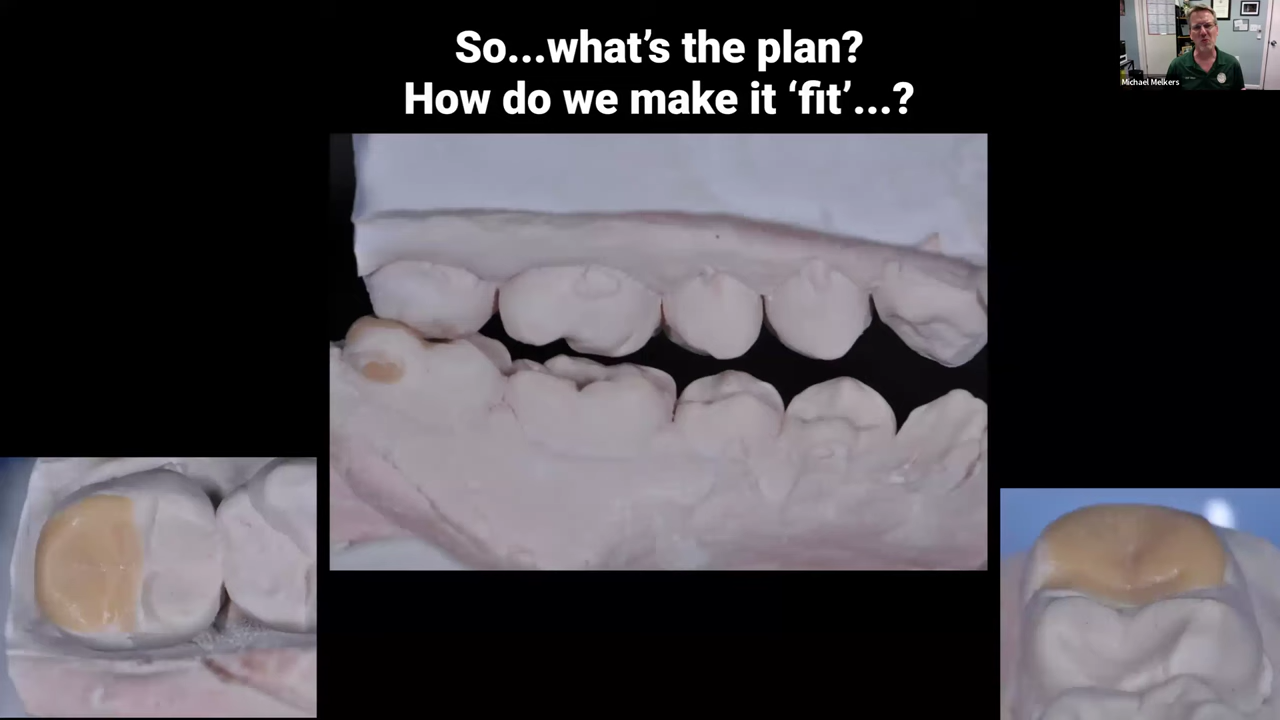 So...what’s the plan?
How do we make it ‘fit’...?
Michael Melkers